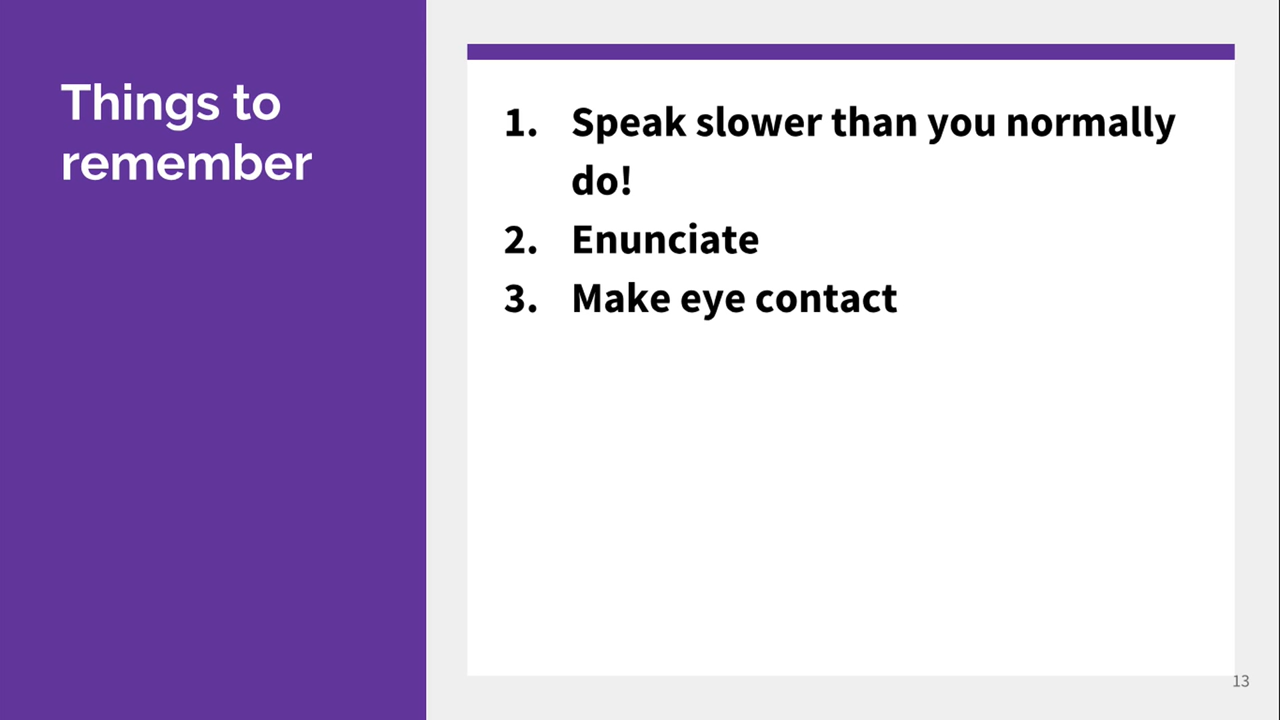 Things to
remember
1. Speak slower than you normally
do!
2. Enunciate
3. Make eye contact
13